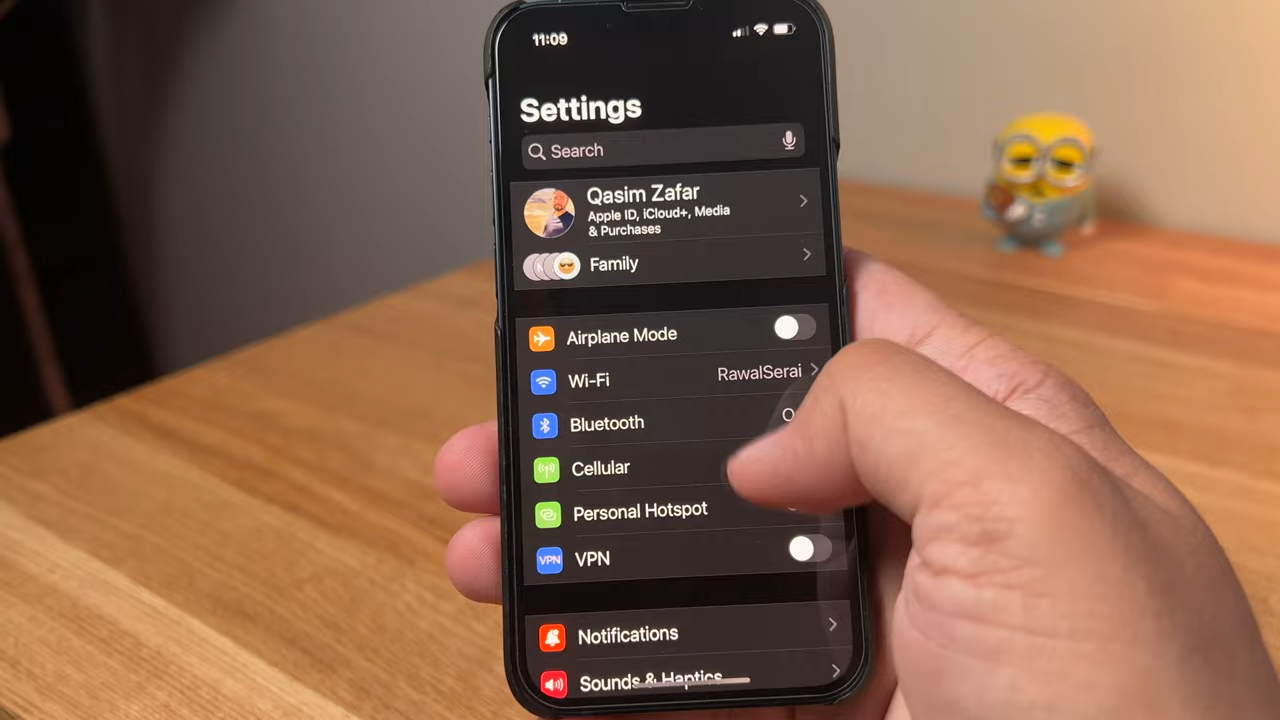 11:09
Settings
Search
Qasim Zafar
Apple ID, iCloud+, Media
& Purchases
Family
Airplane Mode
Wi-Fi RawalSerai
Bluetooth
Cellular
Personal Hotspot
VPN VPN
Notifications
Sounds & Haptics